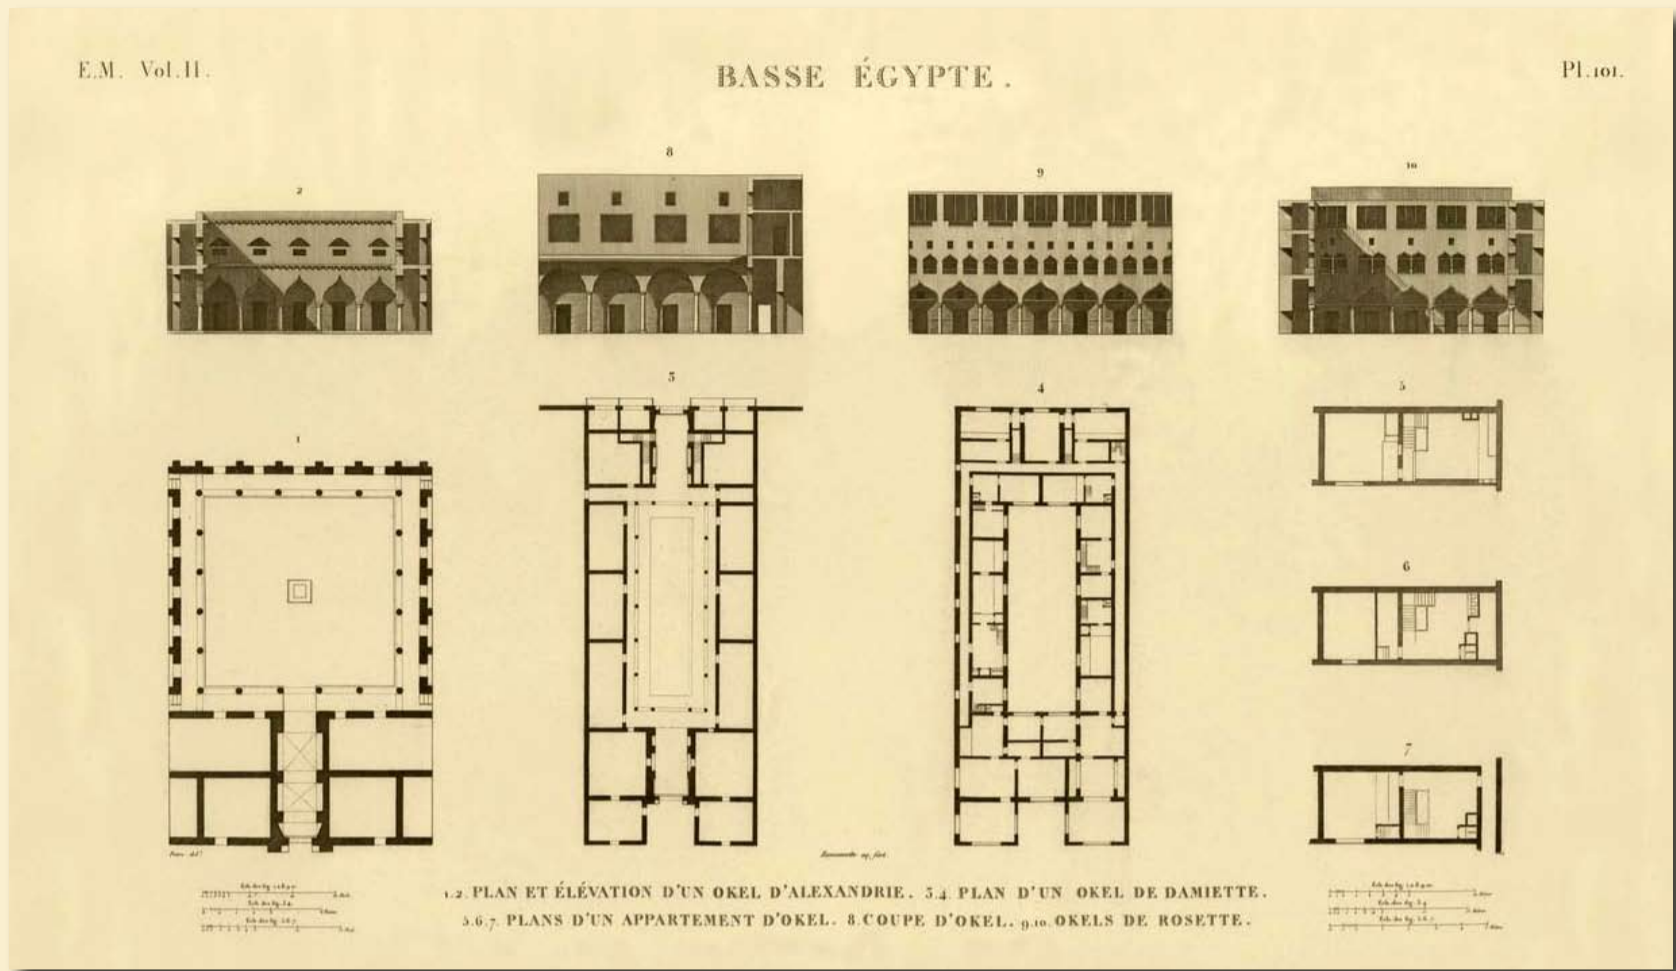 E.M. Vol.II.
BASSE ÉGYPTE.
Pl.101.
2
8
9
10
1
3
4
5
6
7
1.2. PLAN ET ÉLÉVATION D'UN OKEL D'ALEXANDRIE. 3.4. PLAN D'UN OKEL DE DAMIETTE.
5.6.7. PLANS D'UN APPARTEMENT D'OKEL. 8. COUPE D'OKEL. 9.10. OKELS DE ROSETTE.